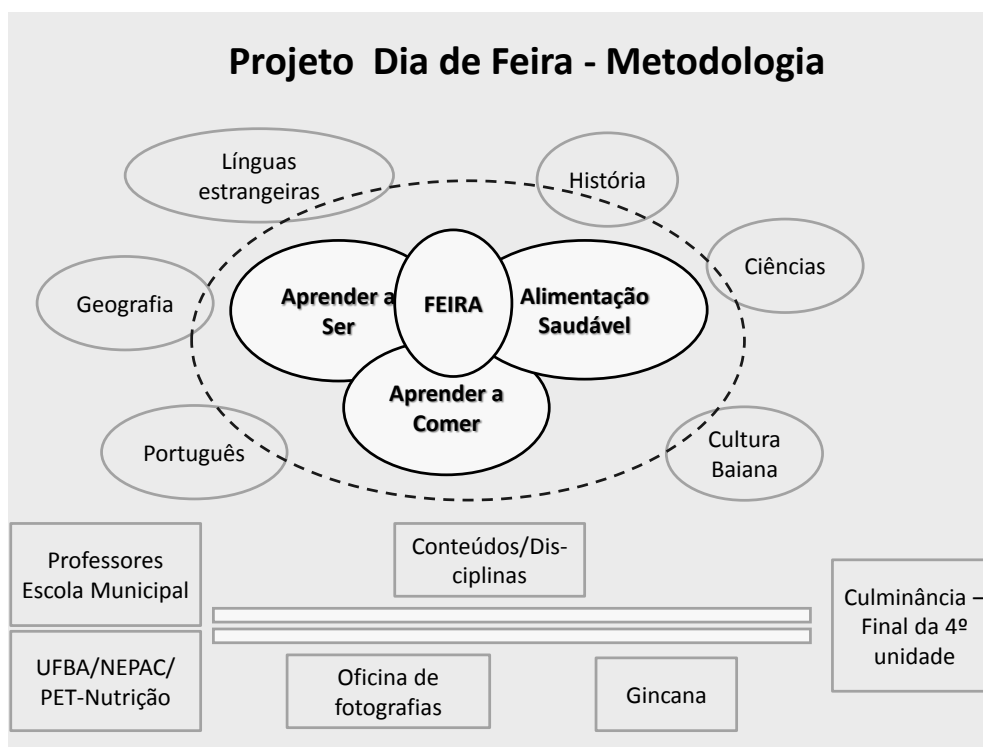 Projeto Dia de Feira - Metodologia
Línguas
estrangeiras
História
Geografia
Ciências
Aprender a
Ser
FEIRA
Alimentação
Saudável
Aprender a
Comer
Português
Cultura
Baiana
Professores
Escola Municipal
Conteúdos/Dis-
ciplinas
Culminância –
Final da 4º
unidade
UFBA/NEPAC/
PET-Nutrição
Oficina de
fotografias
Gincana